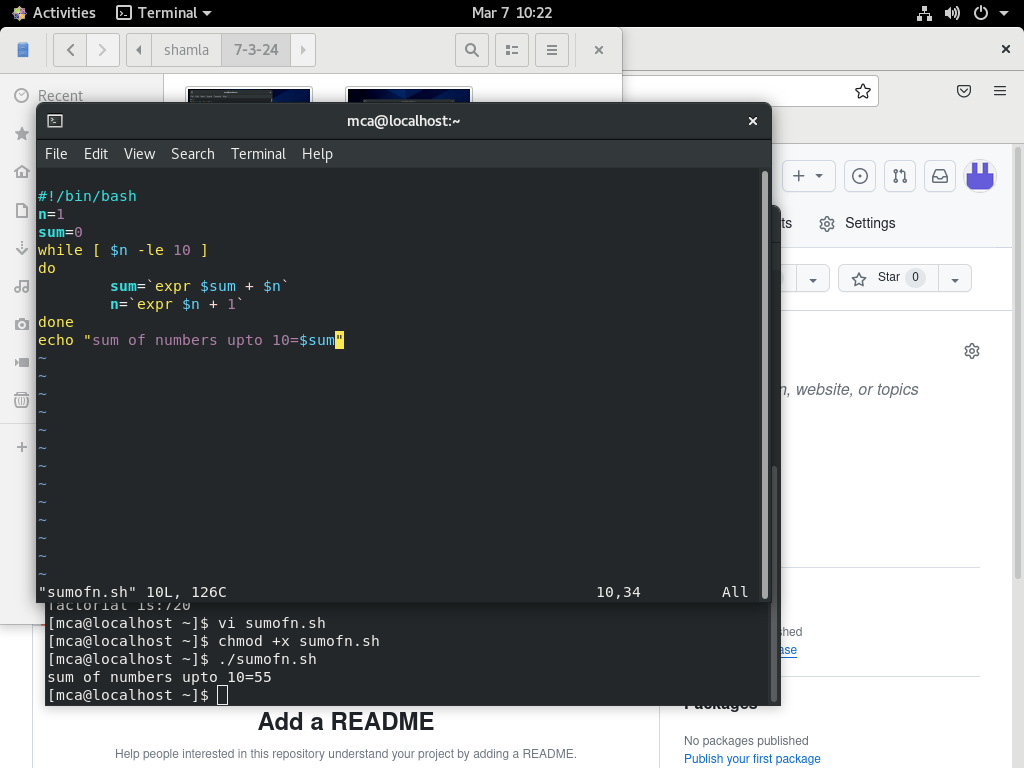 Activities
Terminal
Mar 7 10:22
shamla
7-3-24
Recent
mca@localhost:~
File Edit View Search Terminal Help
#!/bin/bash
n=1
sum=0
while [ $n -le 10 ]
do
sum=`expr $sum + $n`
n=`expr $n + 1`
done
echo "sum of numbers upto 10=$sum"
~
~
~
~
~
~
~
~
~
~
~
~
~
"sumofn.sh" 10L, 126C 10,34 All
factorial is:720
[mca@localhost ~]$ vi sumofn.sh
[mca@localhost ~]$ chmod +x sumofn.sh
[mca@localhost ~]$ ./sumofn.sh
sum of numbers upto 10=55
[mca@localhost ~]$
Settings
Star 0
, website, or topics
Packages
No packages published
Publish your first package
Add a README
Help people interested in this repository understand your project by adding a README.